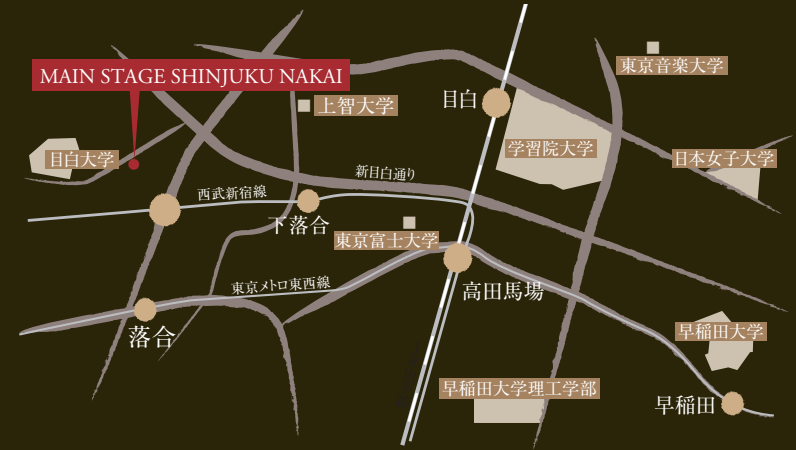 東京音楽大学
MAIN STAGE SHINJUKU NAKAI
目白
上智大学
学習院大学
目白大学
日本女子大学
新目白通り
西武新宿線
下落合
東京富士大学
東京メトロ東西線
高田馬場
落合
早稲田大学
早稲田大学理工学部
早稲田